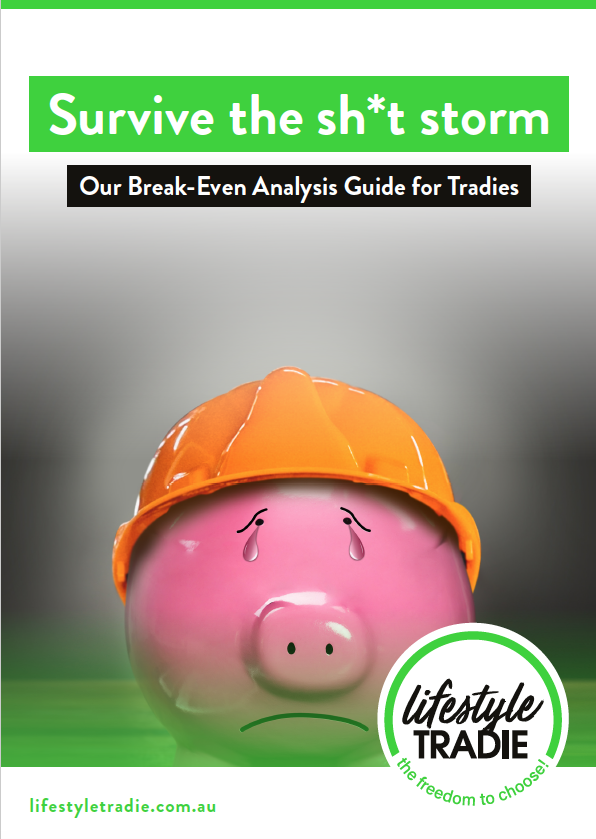 Survive the sh*t storm
Our Break-Even Analysis Guide for Tradies
lifestyle
TRADIE
the freedom to choose!
lifestyletradie.com.au